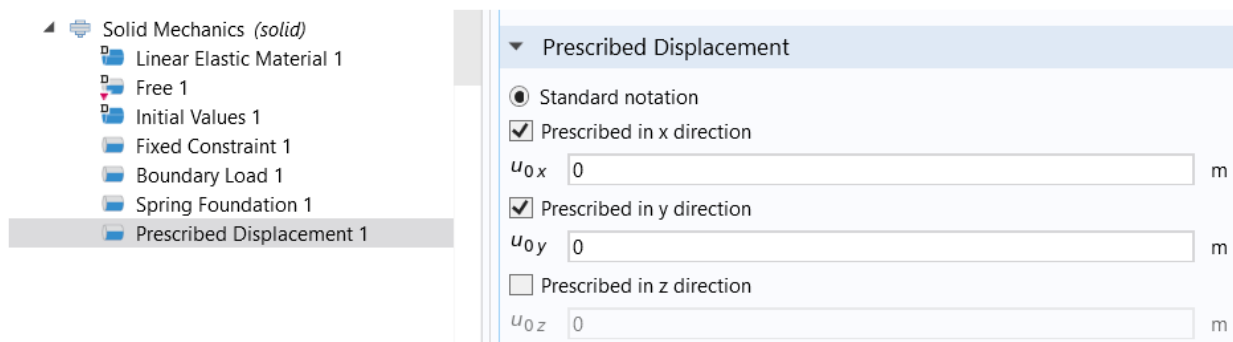 Solid Mechanics (solid)
D Linear Elastic Material 1
D Free 1
D Initial Values 1
Fixed Constraint 1
Boundary Load 1
Spring Foundation 1
Prescribed Displacement 1
Prescribed Displacement
Standard notation
Prescribed in x direction
u0x 0 m
Prescribed in y direction
u0y 0 m
Prescribed in z direction
u0z 0 m